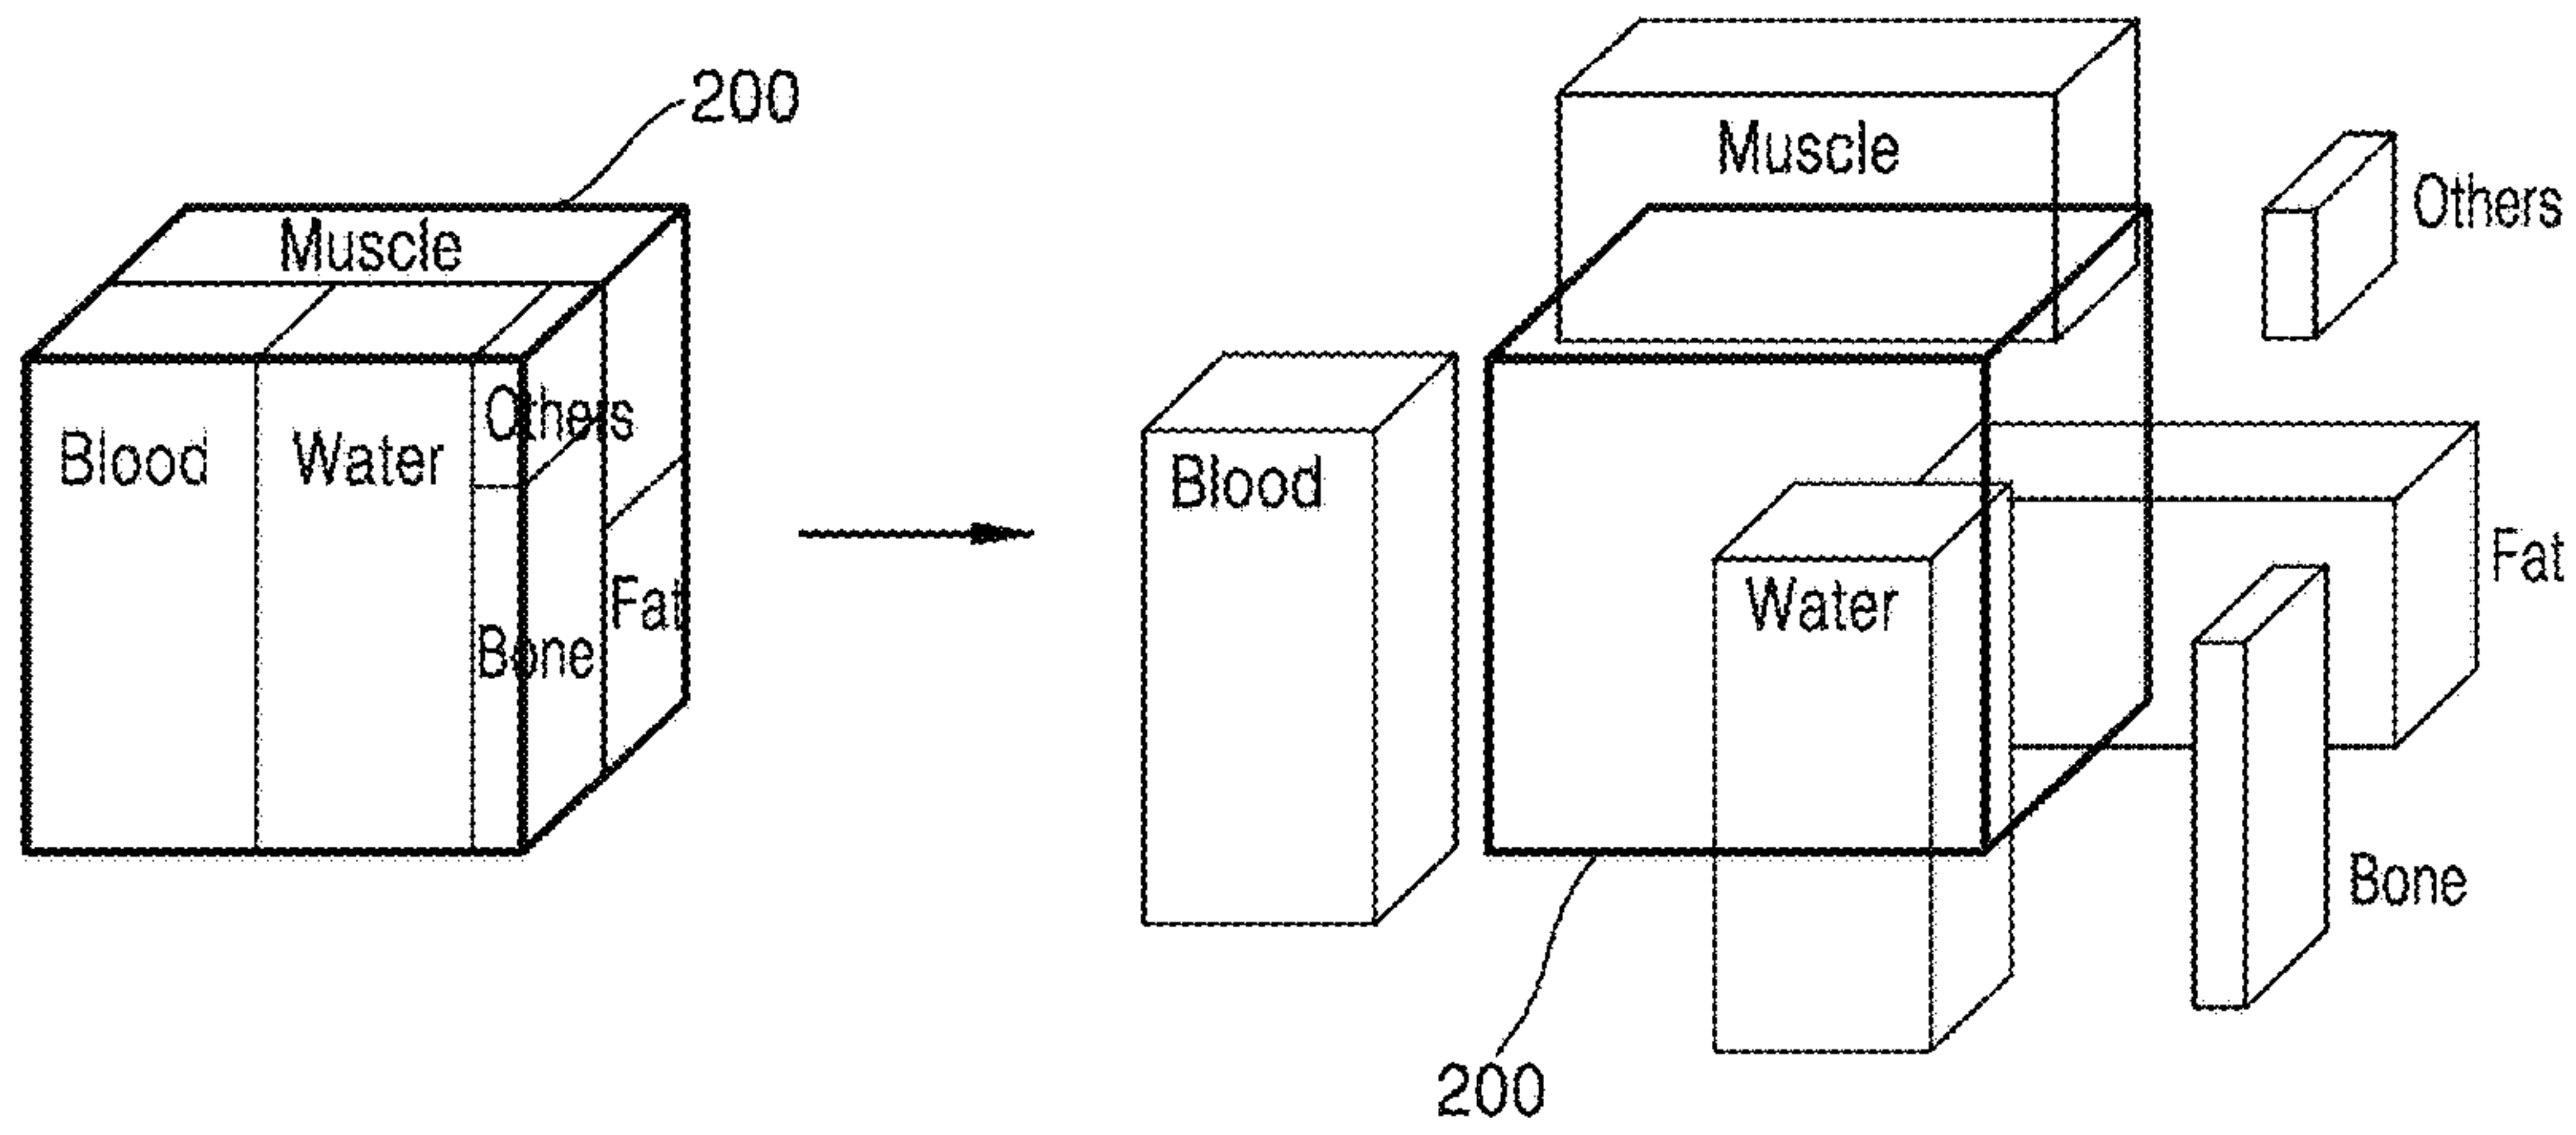 200
Muscle
Others
Blood
Water
Bone
Fat
Muscle
Others
Blood
Water
Fat
Bone
200